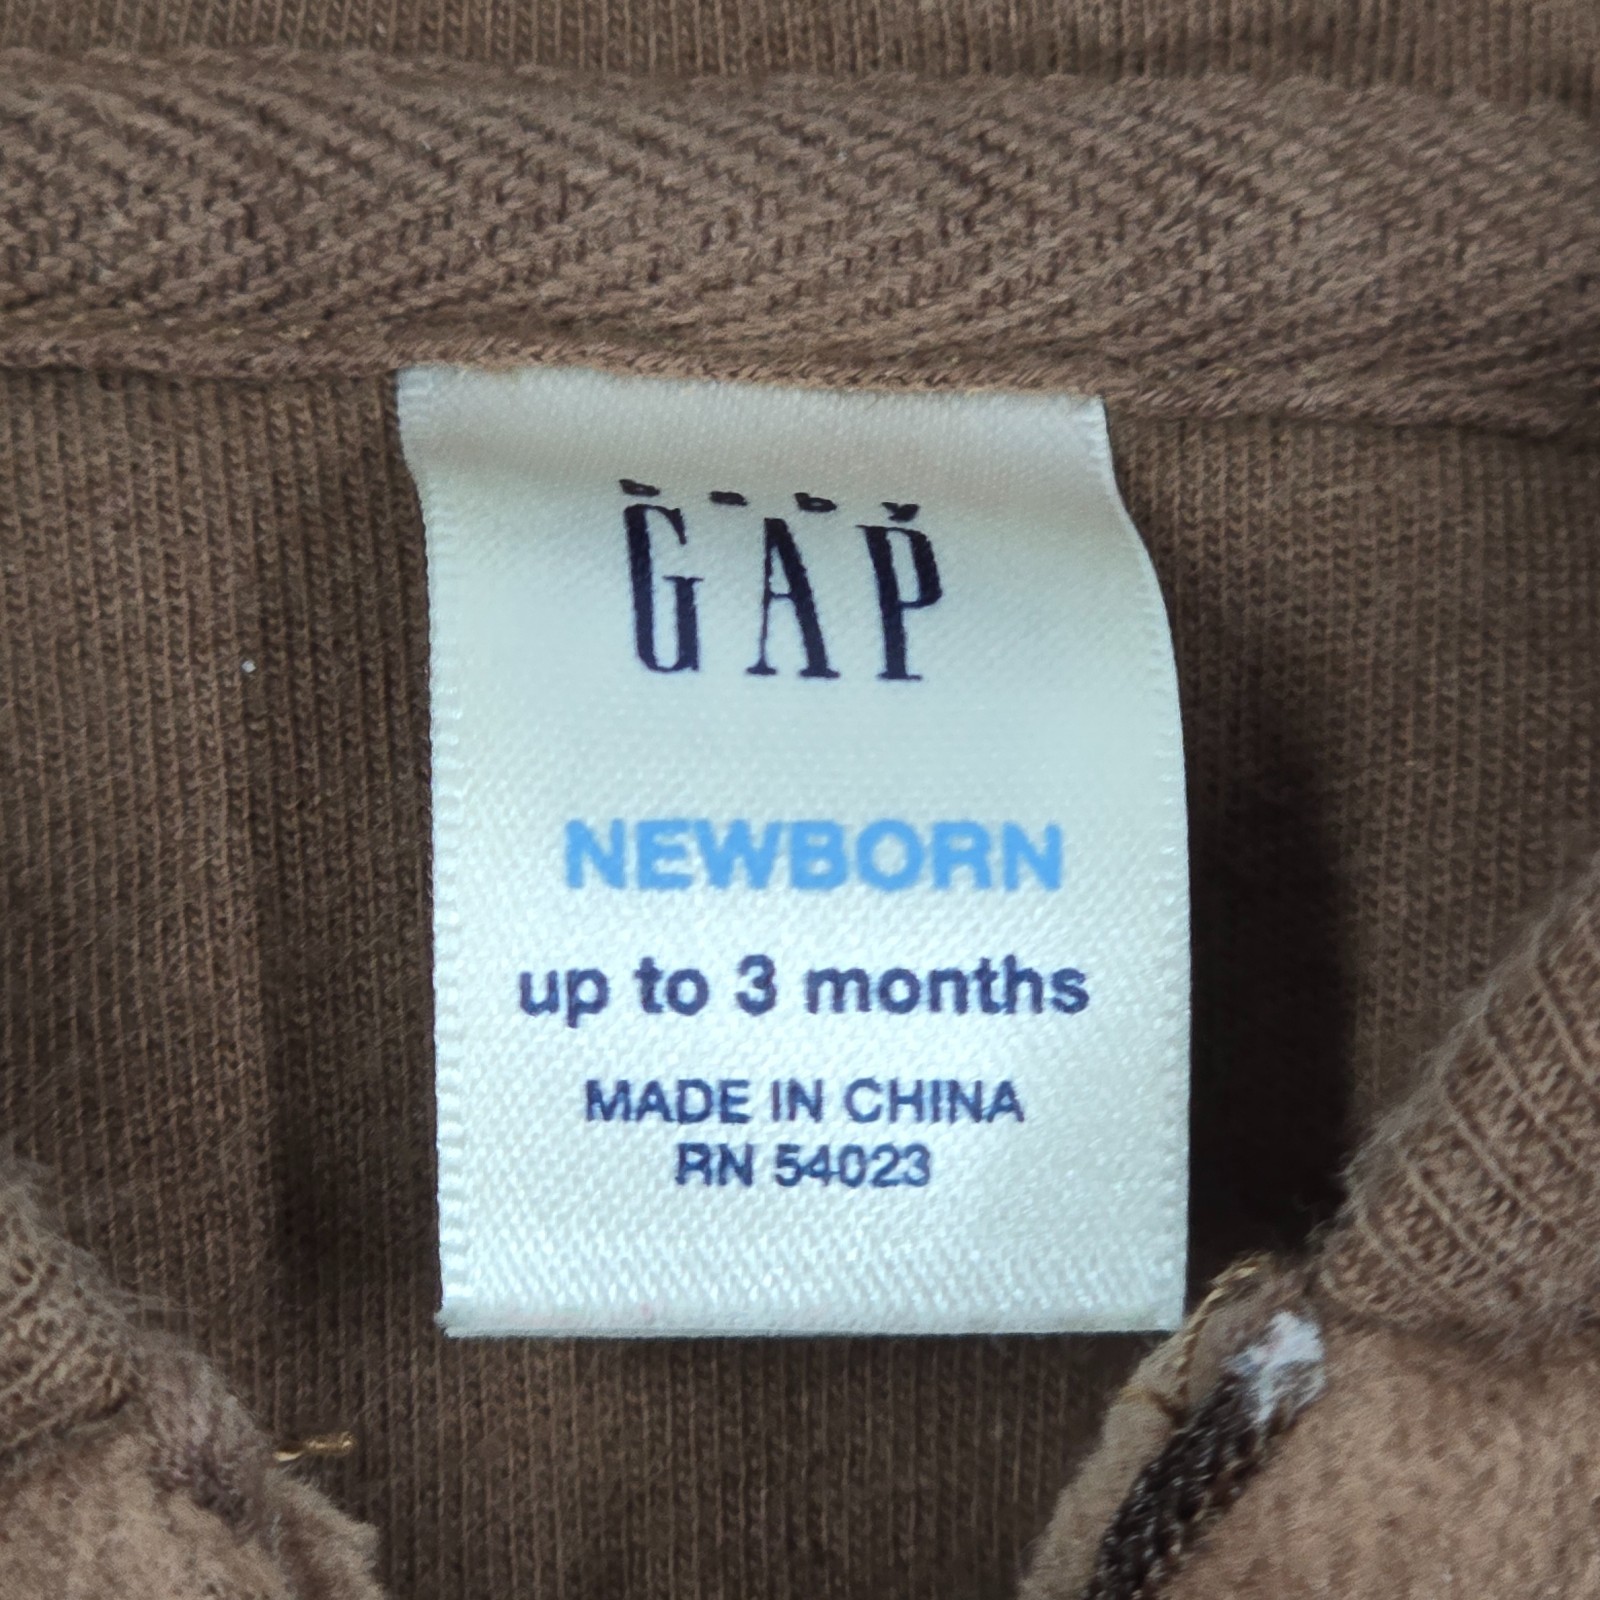 baby
GAP
NEWBORN
up to 3 months
MADE IN CHINA
RN 54023